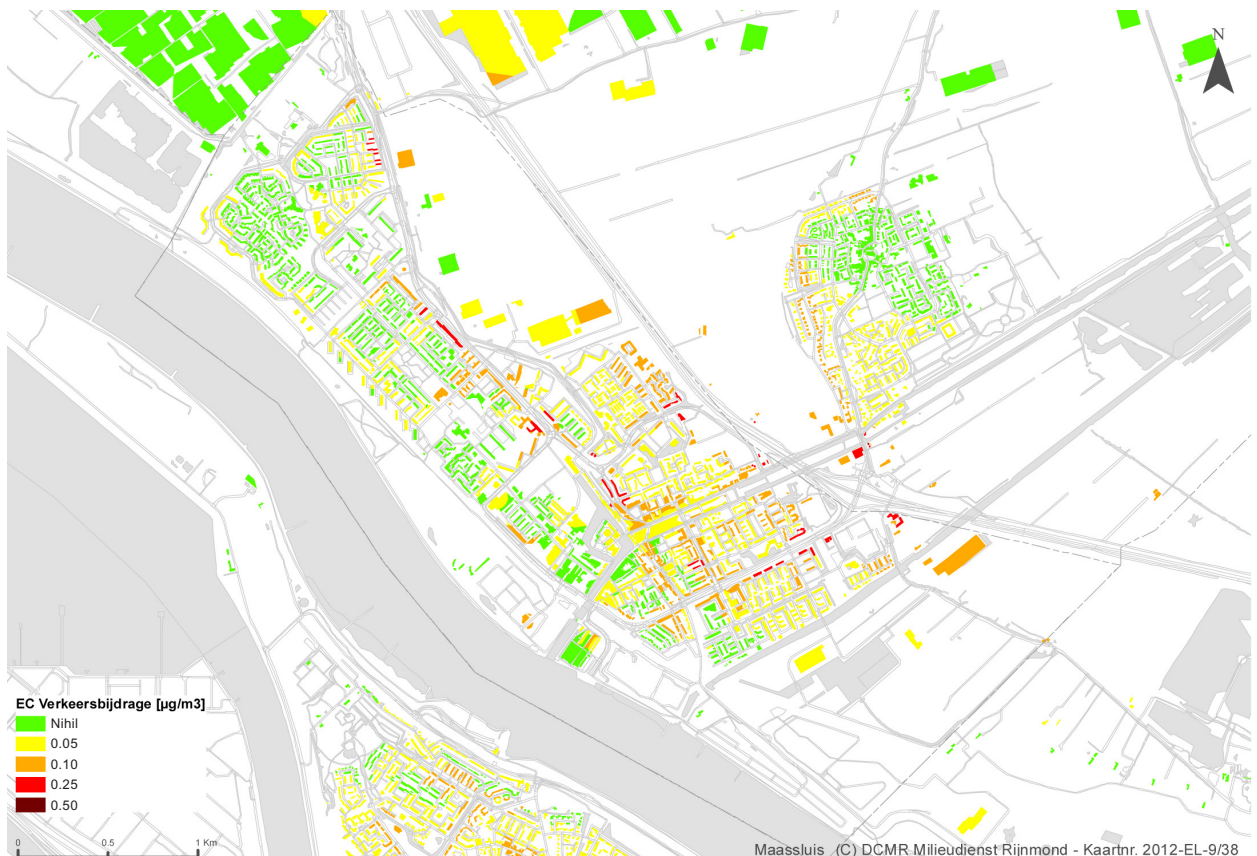 N
EC Verkeersbijdrage [µg/m3]
Nihil
0.05
0.10
0.25
0.50
0 0.5 1 Km
Maassluis (C) DCMR Milieudienst Rijnmond - Kaartnr. 2012-EL-9/38